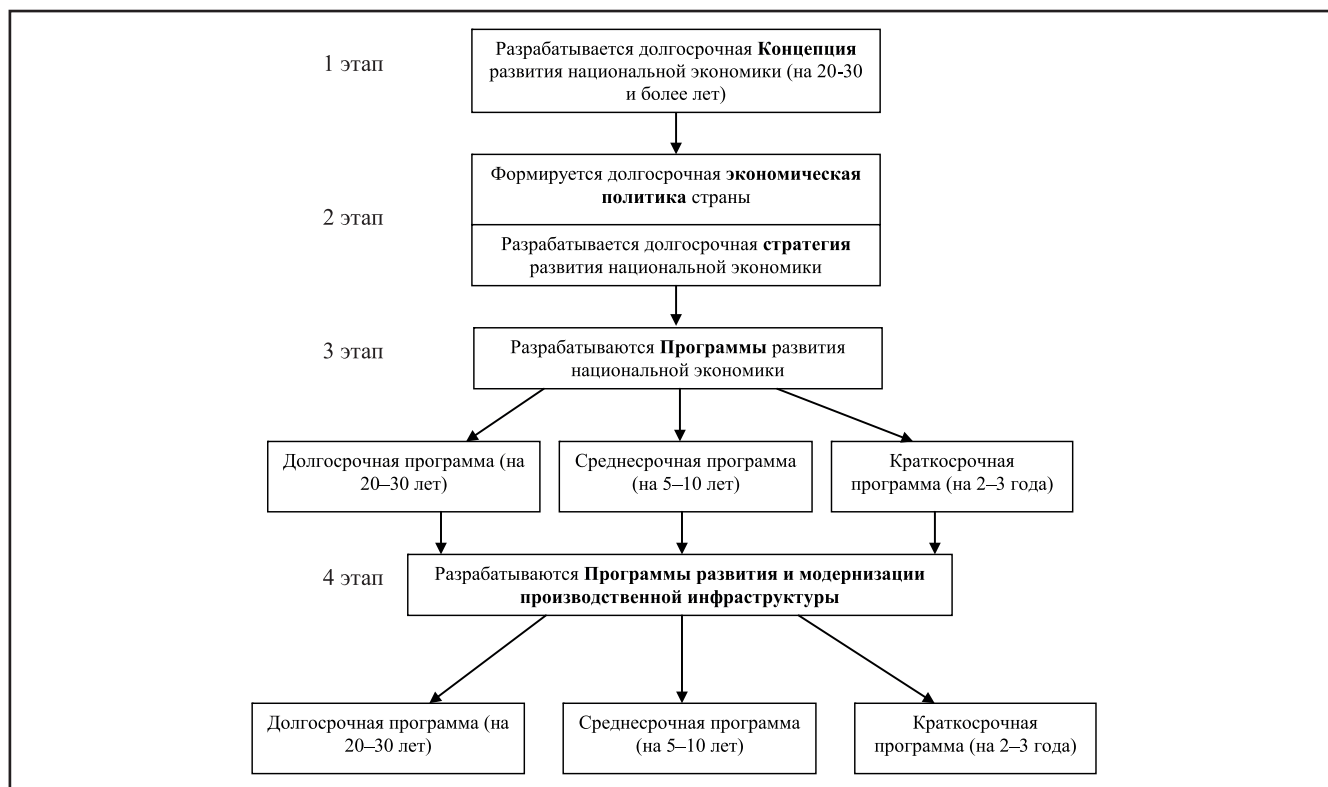 1 этап
Разрабатывается долгосрочная Концепция
развития национальной экономики (на 20-30
и более лет)
2 этап
Формируется долгосрочная экономическая
политика страны
Разрабатывается долгосрочная стратегия
развития национальной экономики
3 этап
Разрабатываются Программы развития
национальной экономики
Долгосрочная программа (на
20–30 лет)
Среднесрочная программа
(на 5–10 лет)
Краткосрочная
программа (на 2–3 года)
4 этап
Разрабатываются Программы развития и модернизации
производственной инфраструктуры
Долгосрочная программа (на
20–30 лет)
Среднесрочная программа
(на 5–10 лет)
Краткосрочная
программа (на 2–3 года)